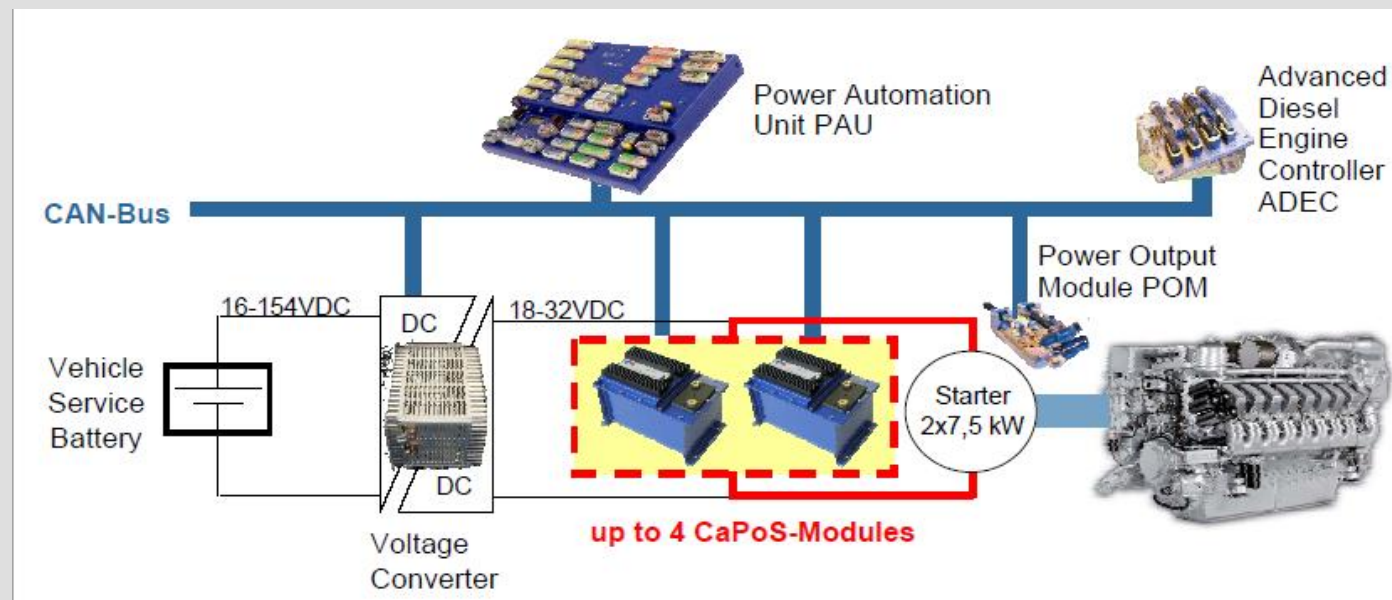 Power Automation
Unit PAU
Advanced
Diesel
Engine
Controller
ADEC
CAN-Bus
Power Output
Module POM
16-154VDC
DC
18-32VDC
Vehicle
Service
Battery
Starter
2x7,5 kW
DC
up to 4 CaPoS-Modules
Voltage
Converter